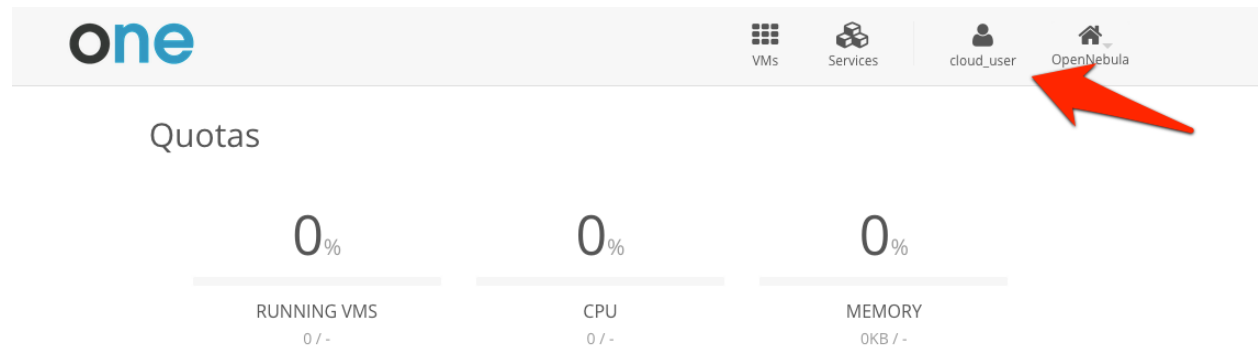 one
VMs Services cloud_user OpenNebula
Quotas
0% 0% 0%
RUNNING VMS CPU MEMORY
0 / - 0 / - 0KB / -